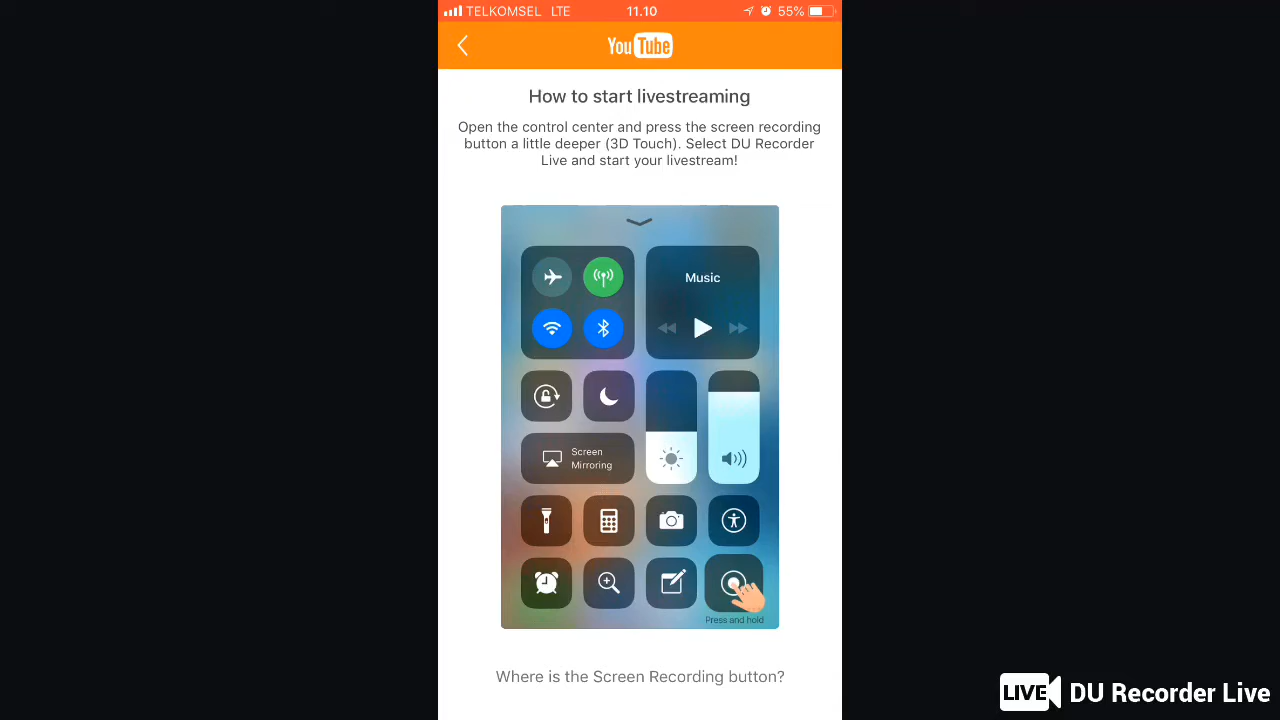 TELKOMSEL LTE 11.10 55%
YouTube
How to start livestreaming
Open the control center and press the screen recording
button a little deeper (3D Touch). Select DU Recorder
Live and start your livestream!
Music
Screen
Mirroring
Press and hold
Where is the Screen Recording button?
LIVE DU Recorder Live